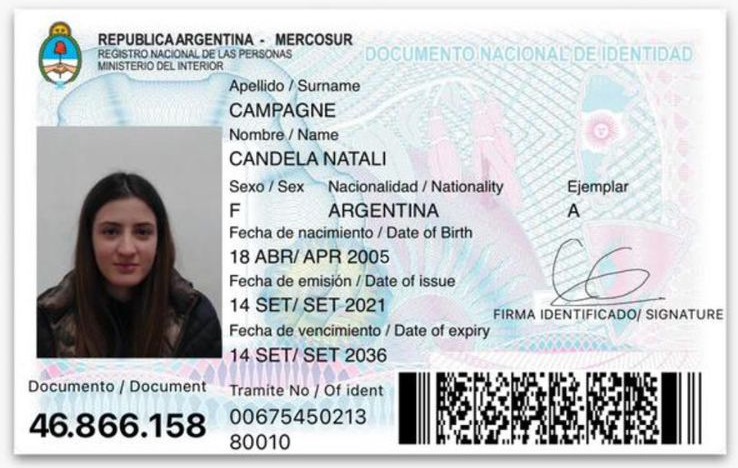 REPUBLICA ARGENTINA - MERCOSUR
REGISTRO NACIONAL DE LAS PERSONAS
MINISTERIO DEL INTERIOR
DOCUMENTO NACIONAL DE IDENTIDAD
Apellido / Surname
CAMPAGNE
Nombre / Name
CANDELA NATALI
Sexo / Sex Nacionalidad / Nationality Ejemplar
F ARGENTINA A
Fecha de nacimiento / Date of Birth
18 ABR/ APR 2005
Fecha de emisión / Date of issue
14 SET/ SET 2021
FIRMA IDENTIFICADO/ SIGNATURE
Fecha de vencimiento / Date of expiry
14 SET/ SET 2036
Documento / Document
46.866.158
Tramite No / Of ident
00675450213
80010